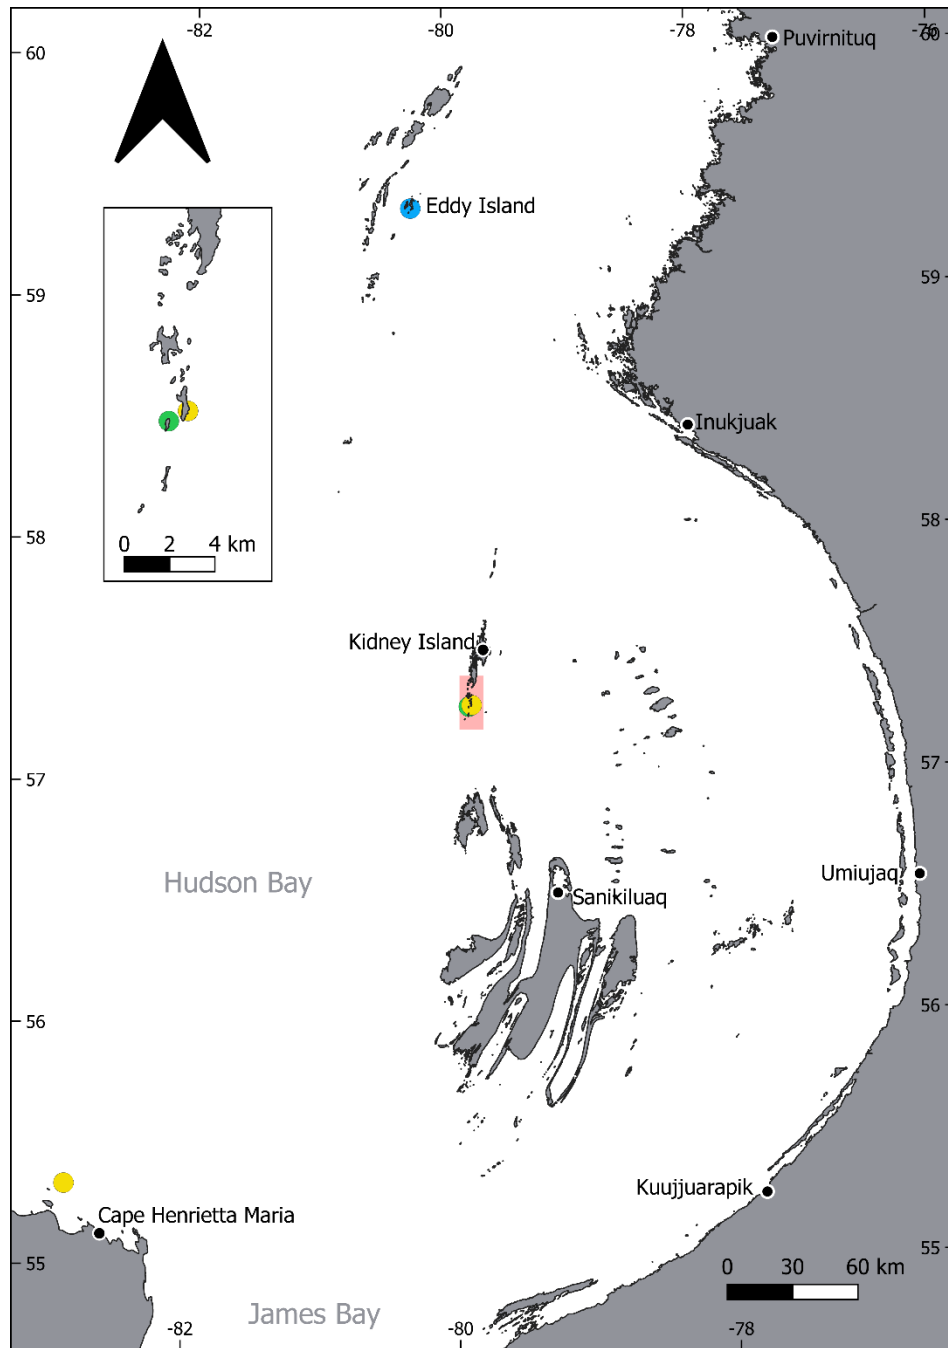 -82
-80
-78
-76
60
60
Puvirnituq
Eddy Island
59
59
Inukjuak
0 2 4 km
58
58
Kidney Island
57
57
Hudson Bay
Umiujaq
Sanikiluaq
56
56
Kuujjuarapik
Cape Henrietta Maria
55
55
0 30 60 km
James Bay
-82
-80
-78